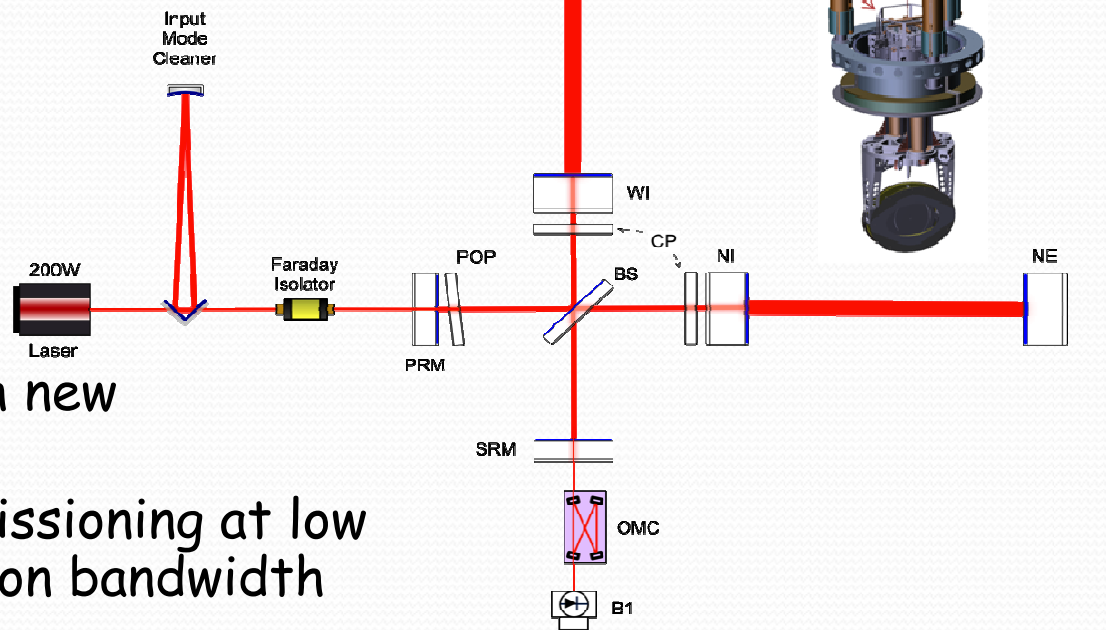 Input
Mode
Cleaner
WI
CP
200W
Laser
Faraday
Isolator
PRM
POP
BS
NI
NE
new
SRM
issioning at low
on bandwidth
OMC
B1